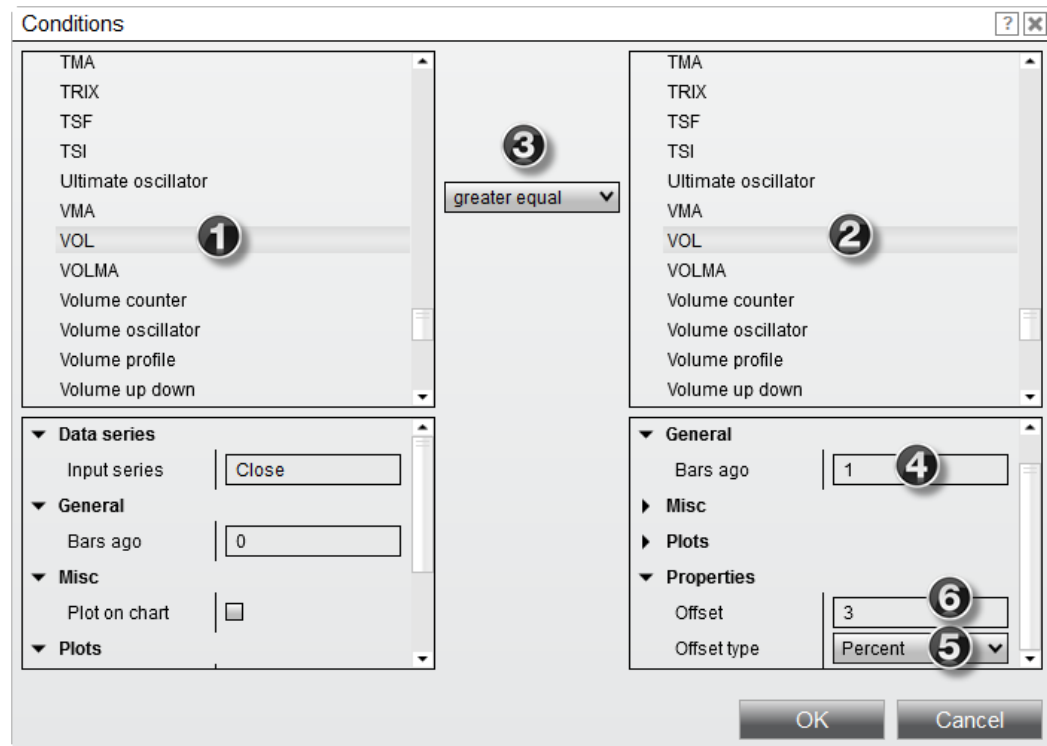 Conditions
?
TMA
TRIX
TSF
TSI
Ultimate oscillator
VMA
VOL
VOLMA
Volume counter
Volume oscillator
Volume profile
Volume up down
1
3
greater equal
TMA
TRIX
TSF
TSI
Ultimate oscillator
VMA
VOL
VOLMA
Volume counter
Volume oscillator
Volume profile
Volume up down
2
Data series
Input series Close
General
Bars ago 0
Misc
Plot on chart
Plots
General
Bars ago 1 4
Misc
Plots
Properties
Offset 3 6
Offset type Percent 5
OK Cancel